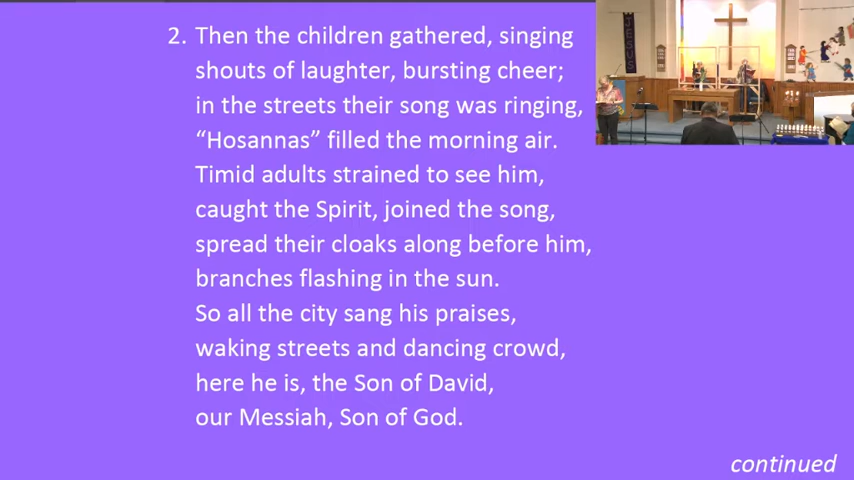 2. Then the children gathered, singing
shouts of laughter, bursting cheer;
in the streets their song was ringing,
“Hosannas” filled the morning air.
Timid adults strained to see him,
caught the Spirit, joined the song,
spread their cloaks along before him,
branches flashing in the sun.
So all the city sang his praises,
waking streets and dancing crowd,
here he is, the Son of David,
our Messiah, Son of God.
continued
JESUS